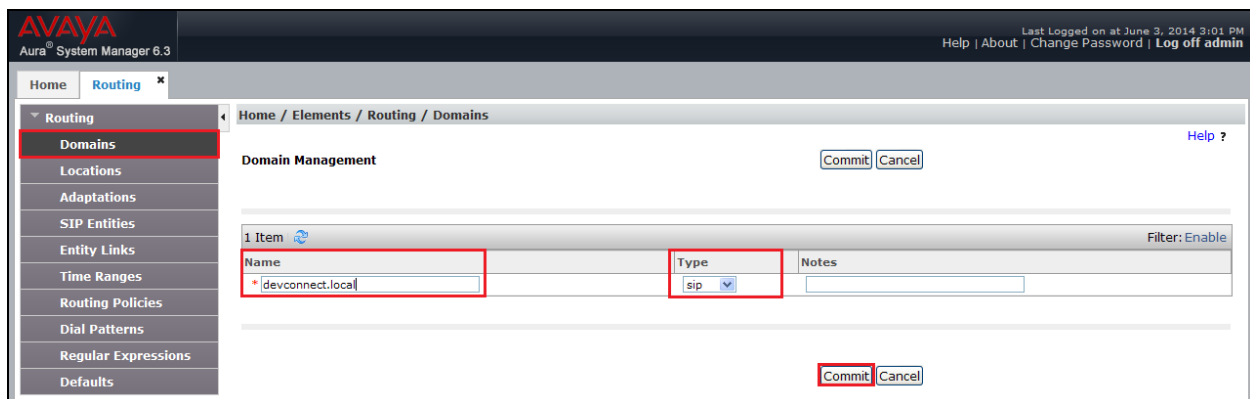 AVAYA
Aura® System Manager 6.3
Last Logged on at June 3, 2014 3:01 PM
Help | About | Change Password | Log off admin
Home Routing ×
Routing
Domains
Locations
Adaptations
SIP Entities
Entity Links
Time Ranges
Routing Policies
Dial Patterns
Regular Expressions
Defaults
Home / Elements / Routing / Domains
Help ?
Domain Management Commit Cancel
1 Item Filter: Enable
Name Type Notes
* devconnect.local sip
Commit Cancel